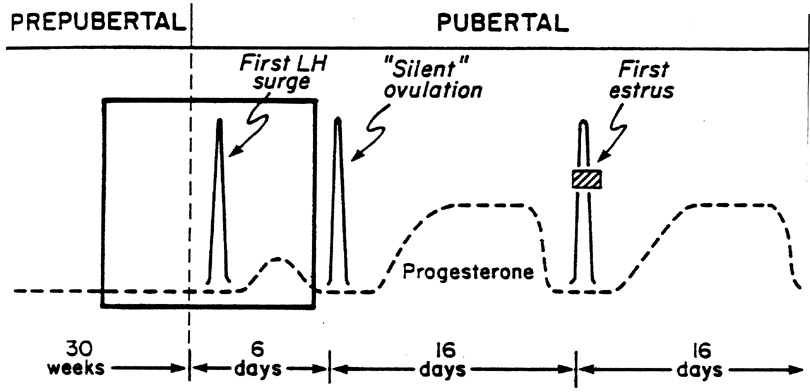 PREPUBERTAL
PUBERTAL
First LH
surge
"Silent"
ovulation
First
estrus
Progesterone
30
weeks
6
days
16
days
16
days